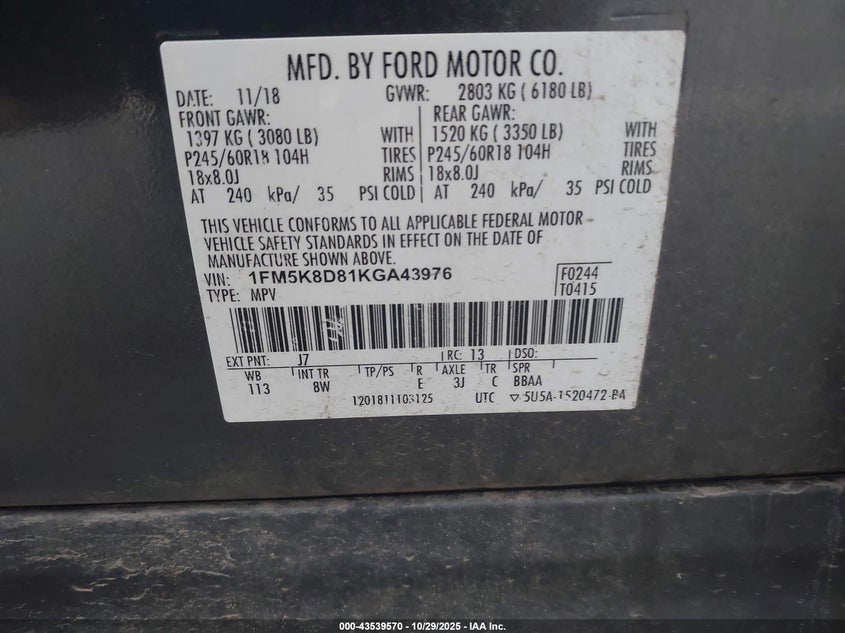 MFD. BY FORD MOTOR CO.
DATE: 11/18 GVWR: 2803 KG ( 6180 LB)
FRONT GAWR: REAR GAWR:
1397 KG ( 3080 LB) WITH 1520 KG ( 3350 LB) WITH
P245/60R18 104H TIRES P245/60R18 104H TIRES
18x8.0J RIMS 18x8.0J RIMS
AT 240 kPa/ 35 PSI COLD AT 240 kPa/ 35 PSI COLD
THIS VEHICLE CONFORMS TO ALL APPLICABLE FEDERAL MOTOR
VEHICLE SAFETY STANDARDS IN EFFECT ON THE DATE OF
MANUFACTURE SHOWN ABOVE.
VIN: 1FM5K8D81KGA43976 F0244
TYPE: MPV T0415
EXT PNT: J7 RC: 13 DSO:
WB INT TR TP/PS R AXLE TR SPR
113 8W E 3J C BBAA
1201811103125 UTC ▽ 5U5A-1520472-BA
000-43539570 | 10/29/2025 | IAA Inc.